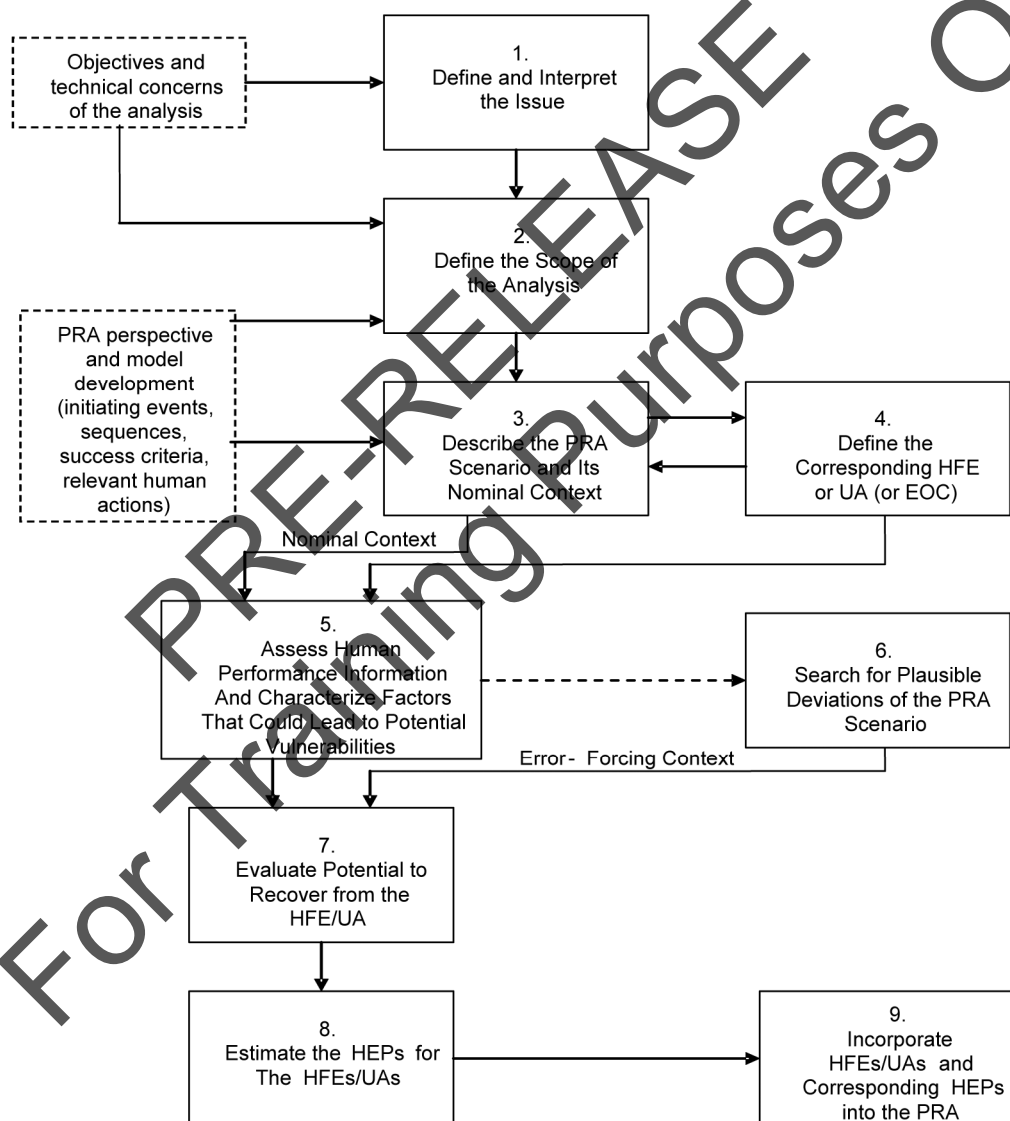 Objectives and
technical concerns
of the analysis
1.
Define and Interpret
the Issue
2.
Define the Scope of
the Analysis
PRA perspective
and model
development
(initiating events,
sequences,
success criteria,
relevant human
actions)
3.
Describe the PRA
Scenario and Its
Nominal Context
4.
Define the
Corresponding HFE
or UA (or EOC)
Nominal Context
5.
Assess Human
Performance Information
And Characterize Factors
That Could Lead to Potential
Vulnerabilities
6.
Search for Plausible
Deviations of the PRA
Scenario
Error- Forcing Context
7.
Evaluate Potential to
Recover from the
HFE/UA
8.
Estimate the HEPs for
The HFEs/UAs
9.
Incorporate
HFEs/UAs and
Corresponding HEPs
into the PRA
PRE-RELEASE
For Training Purposes O